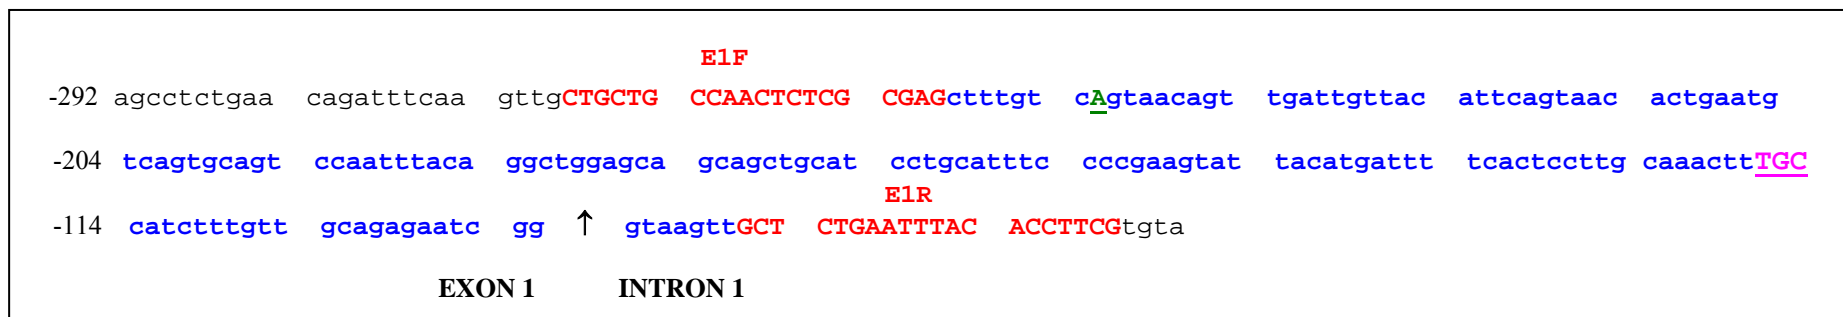 E1F
-292 agcctctgaa cagatttcaa gttgCTGCTG CCAACTCTCG CGAGctttgt cAgtaacagt tgattgttac attcagtaac actgaatg
-204 tcagtgcagt ccaatttaca ggctggagca gcagctgcat cctgcatttc cccgaagtat tacatgattt tcactccttg caaactttTGC
E1R
-114 catctttgtt gcagagaatc gg ↑ gtaagttGCT CTGAATTTAC ACCTTCGtgta
EXON 1 INTRON 1